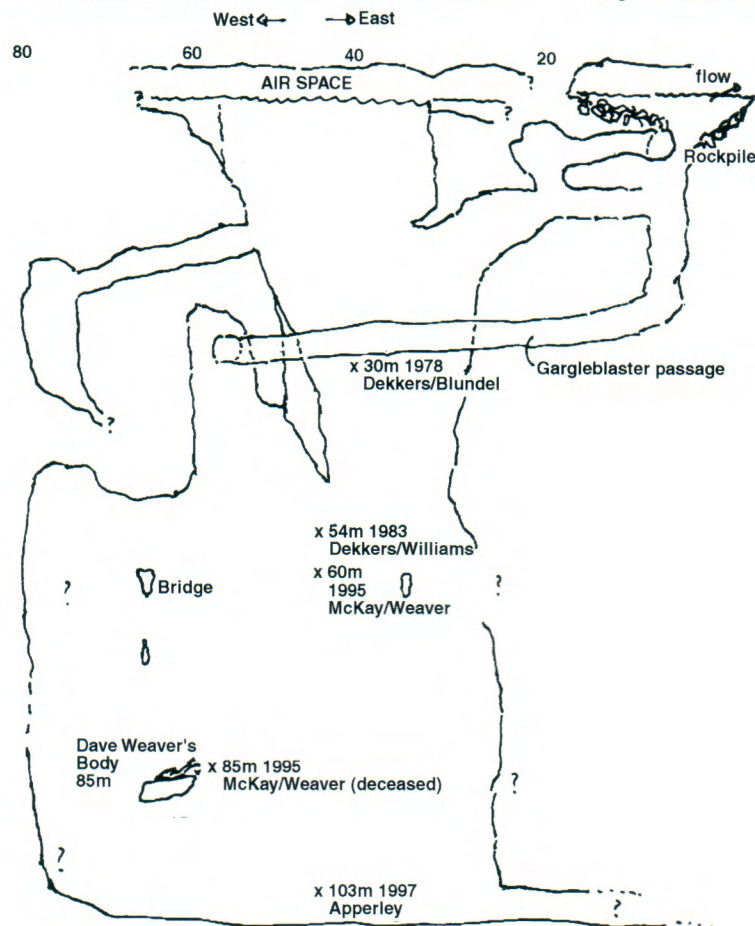 West East
80 60 40 20
AIR SPACE
?
flow
?
?
Rockpile
x 30m 1978
Dekkers/Blundel
Gargleblaster passage
?
x 54m 1983
Dekkers/Williams
x 60m
1995
McKay/Weaver
?
Bridge
?
Dave Weaver's
Body
85m
x 85m 1995
McKay/Weaver (deceased)
?
?
x 103m 1997
Apperley
?